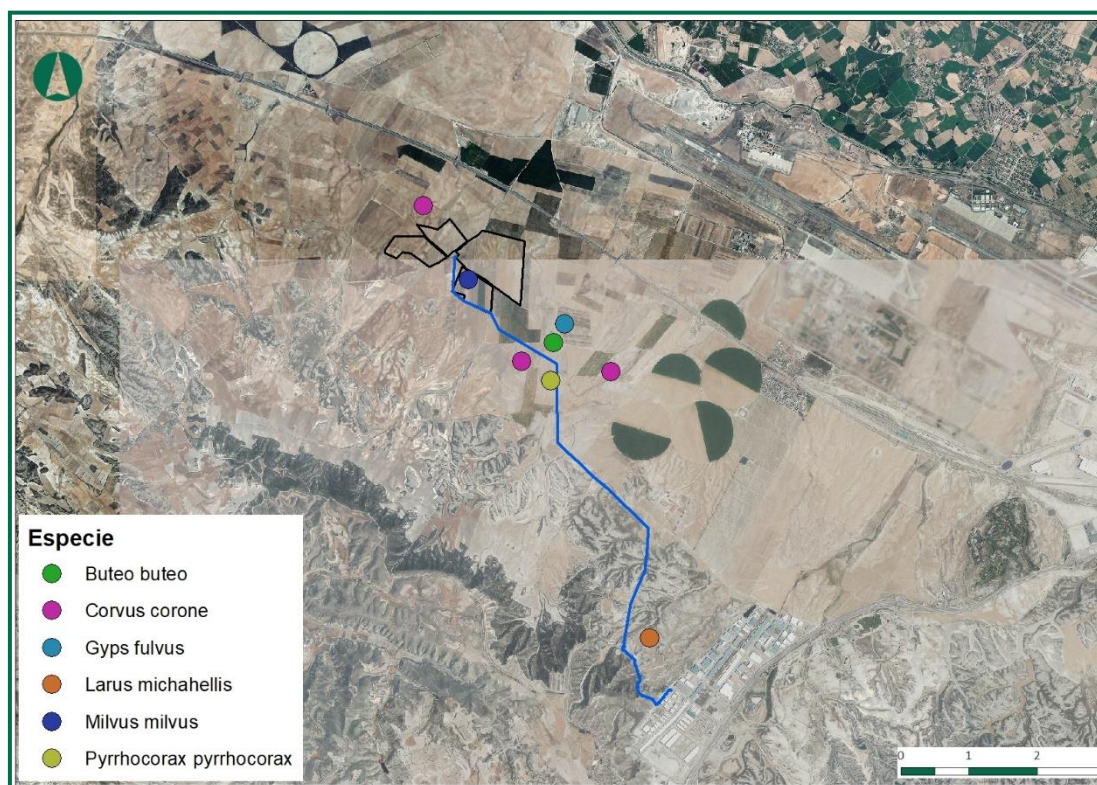 Especie
Buteo buteo
Corvus corone
Gyps fulvus
Larus michahellis
Milvus milvus
Pyrrhocorax pyrrhocorax
0 1 2